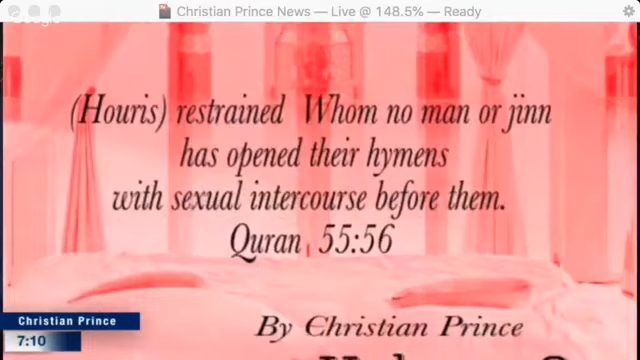 Christian Prince News — Live @ 148.5% — Ready
Google
(Houris) restrained Whom no man or jinn
has opened their hymens
with sexual intercourse before them.
Quran 55:56
By Christian Prince
Christian Prince
7:10